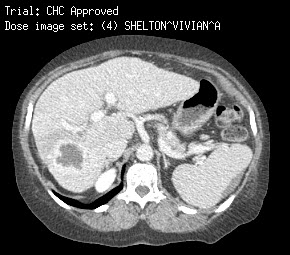 Trial: CHC Approved
Dose image set: (4) SHELTON^VIVIAN^A